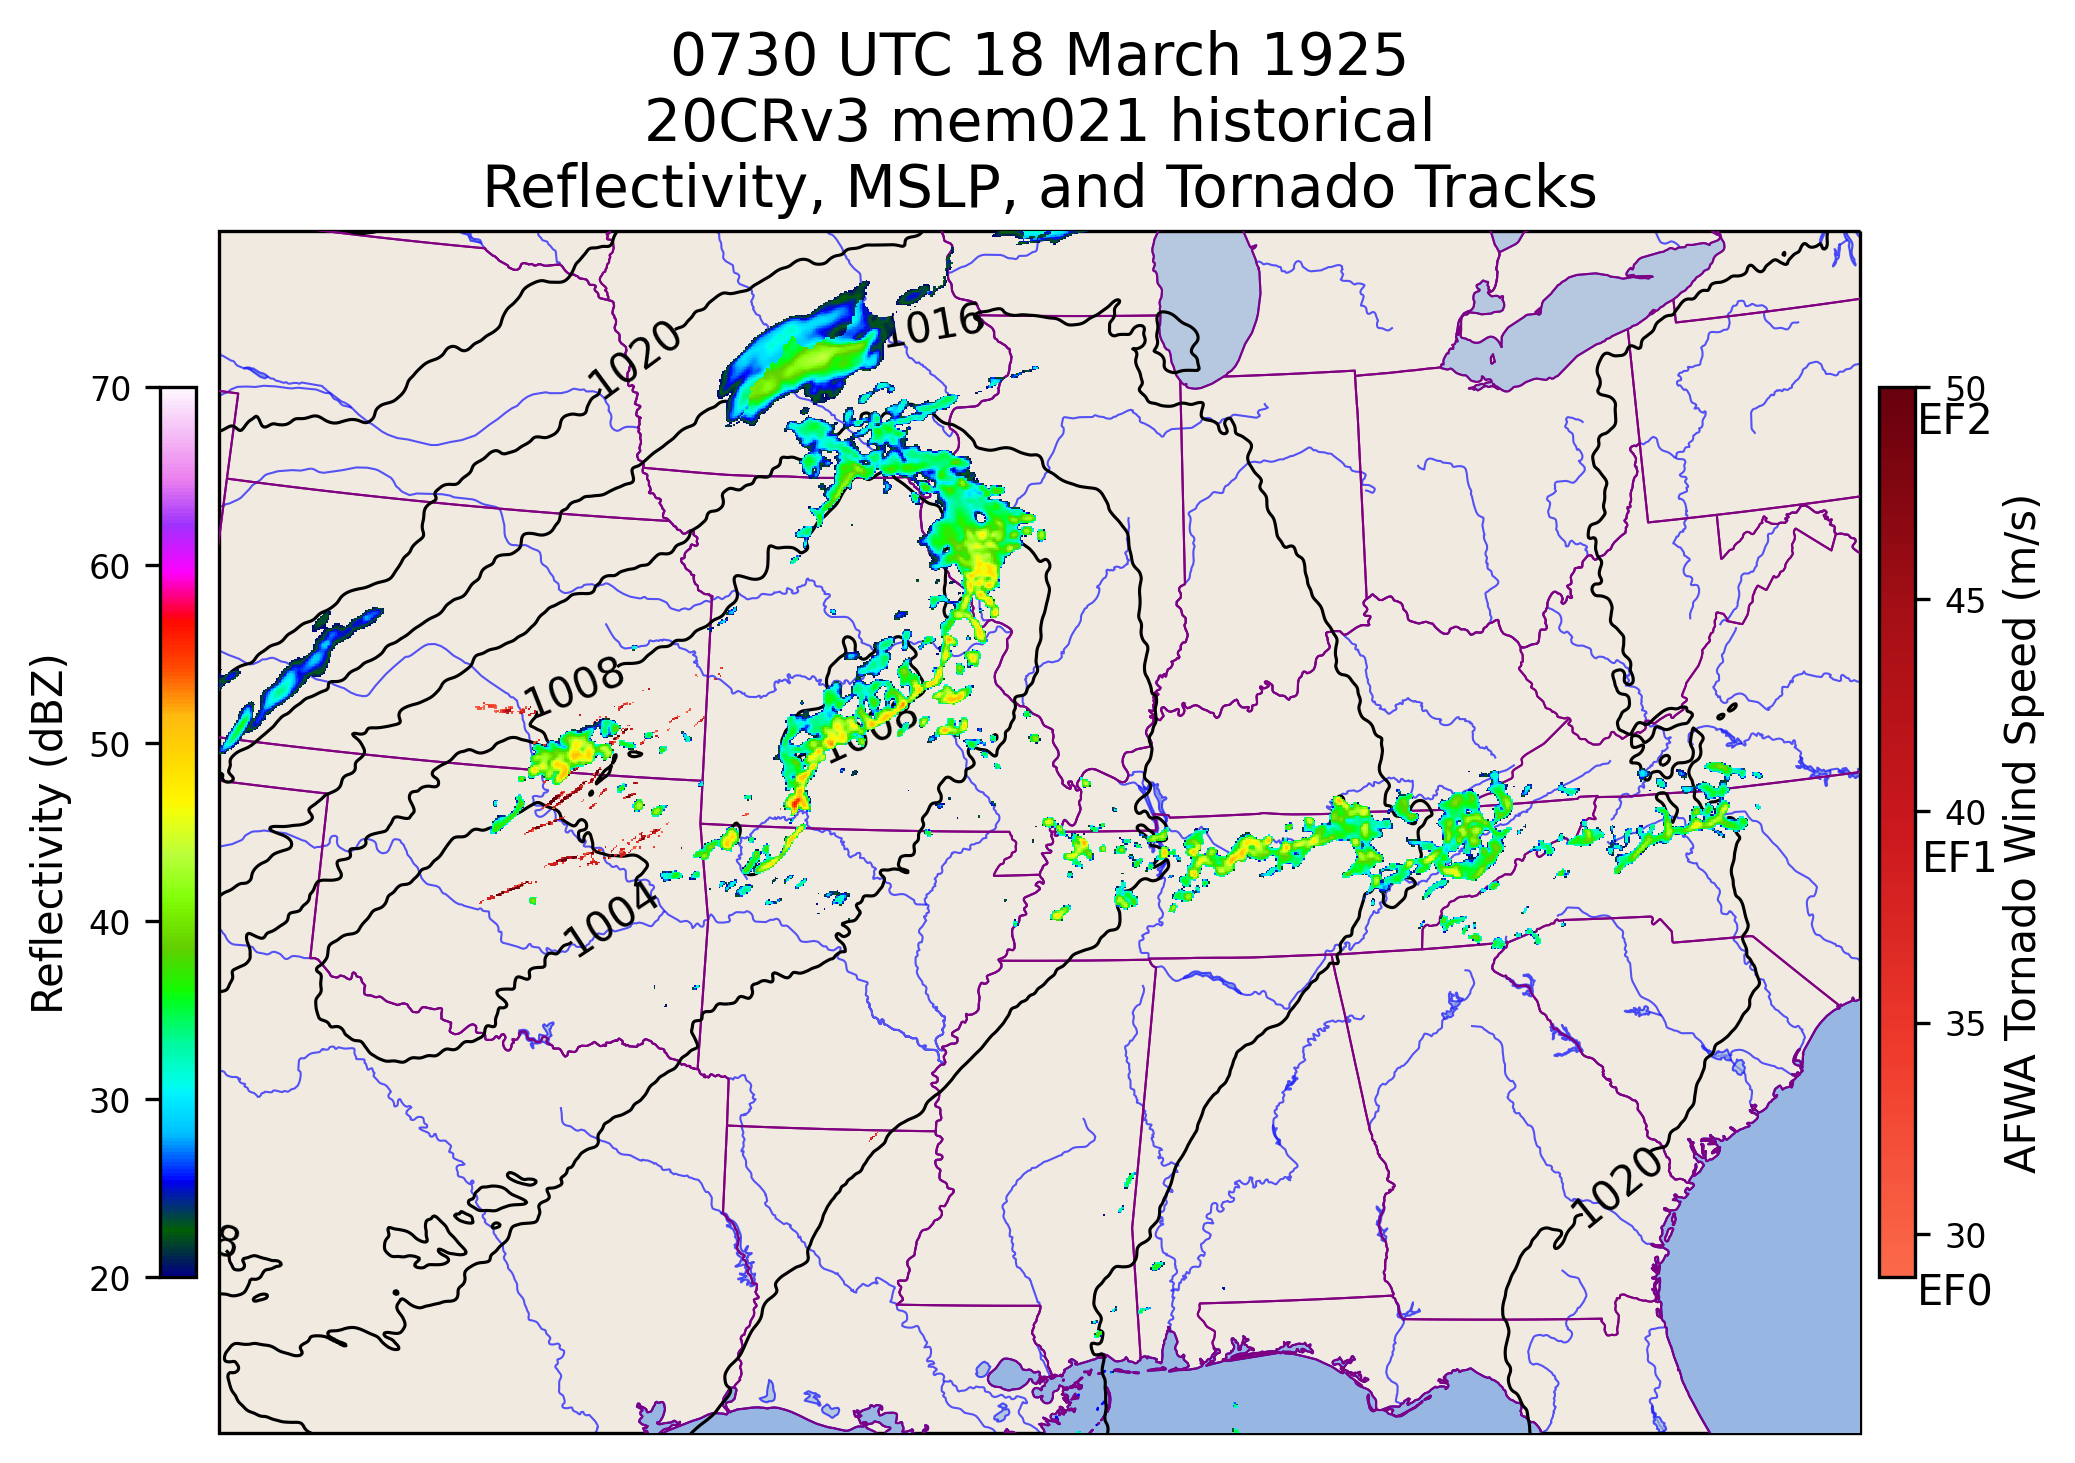 0730 UTC 18 March 1925
20CRv3 mem021 historical
Reflectivity, MSLP, and Tornado Tracks
1020
1016
1008
1008
1004
1020
8
Reflectivity (dBZ)
70
60
50
40
30
20
50
EF2
45
40
EF1
35
30
EF0
AFWA Tornado Wind Speed (m/s)